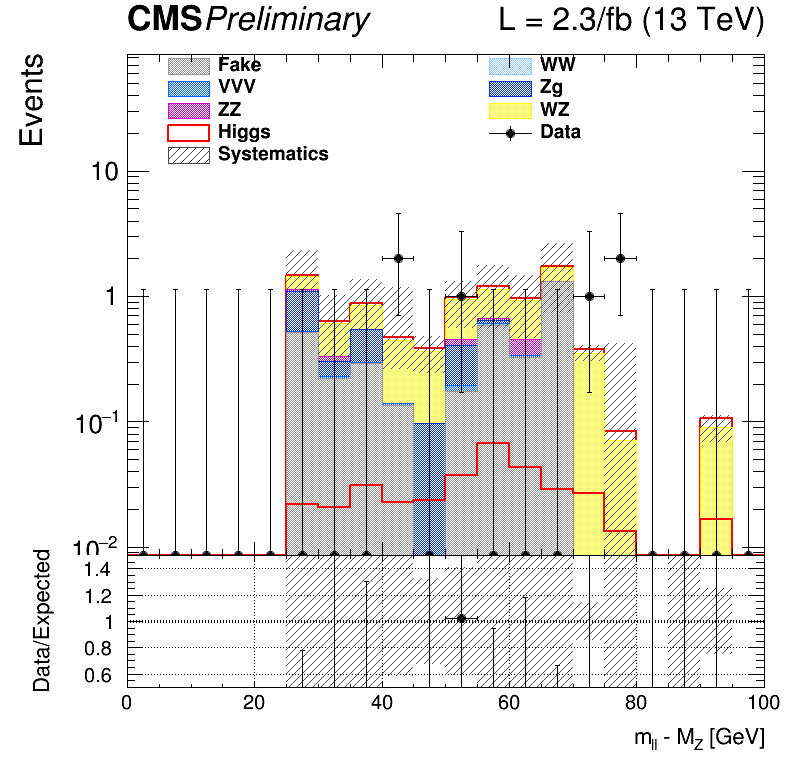 CMS Preliminary L = 2.3/fb (13 TeV)
Events
Fake WW
VVV Zg
ZZ WZ
Higgs Data
Systematics
10
1
10⁻¹
10⁻²
Data/Expected
1.4
1.2
1
0.8
0.6
0 20 40 60 80 100
m_ll - M_Z [GeV]